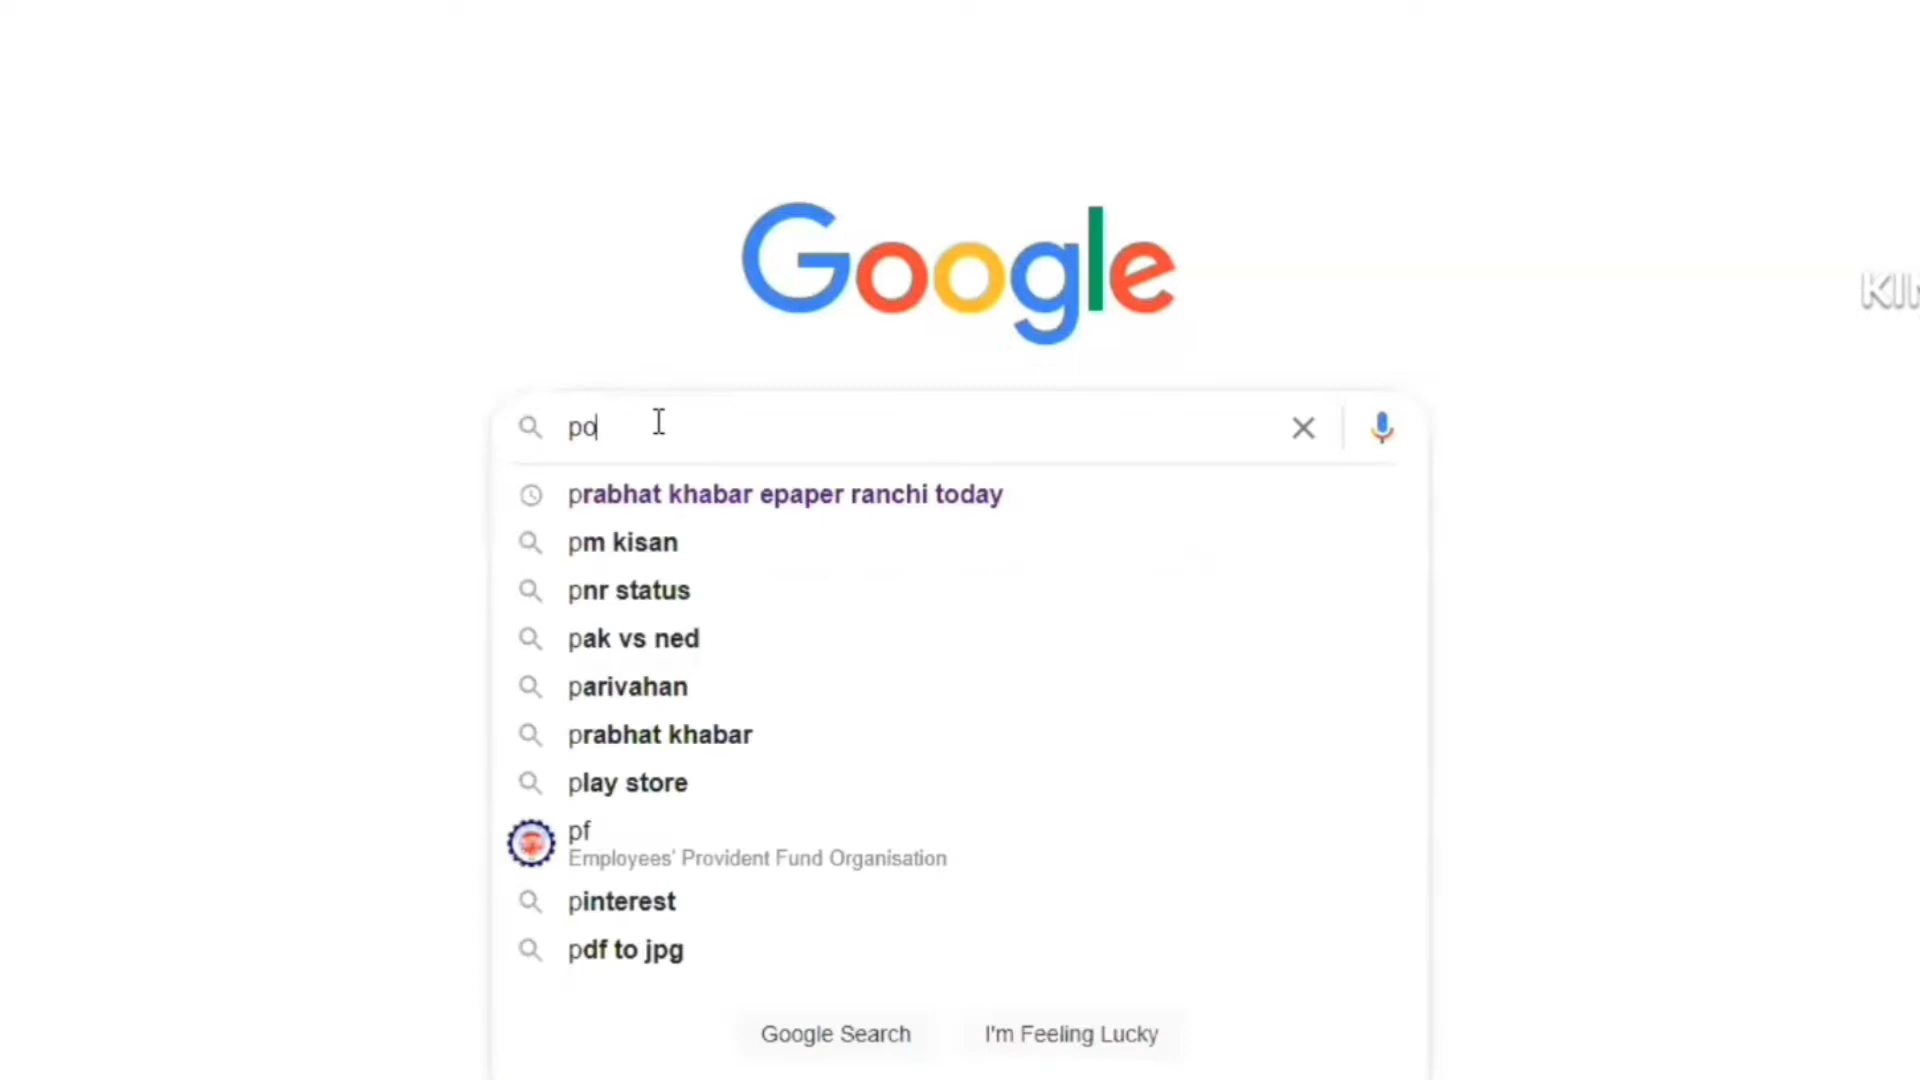 Google
po
prabhat khabar epaper ranchi today
pm kisan
pnr status
pak vs ned
parivahan
prabhat khabar
play store
pf
Employees' Provident Fund Organisation
pinterest
pdf to jpg
Google Search
I'm Feeling Lucky